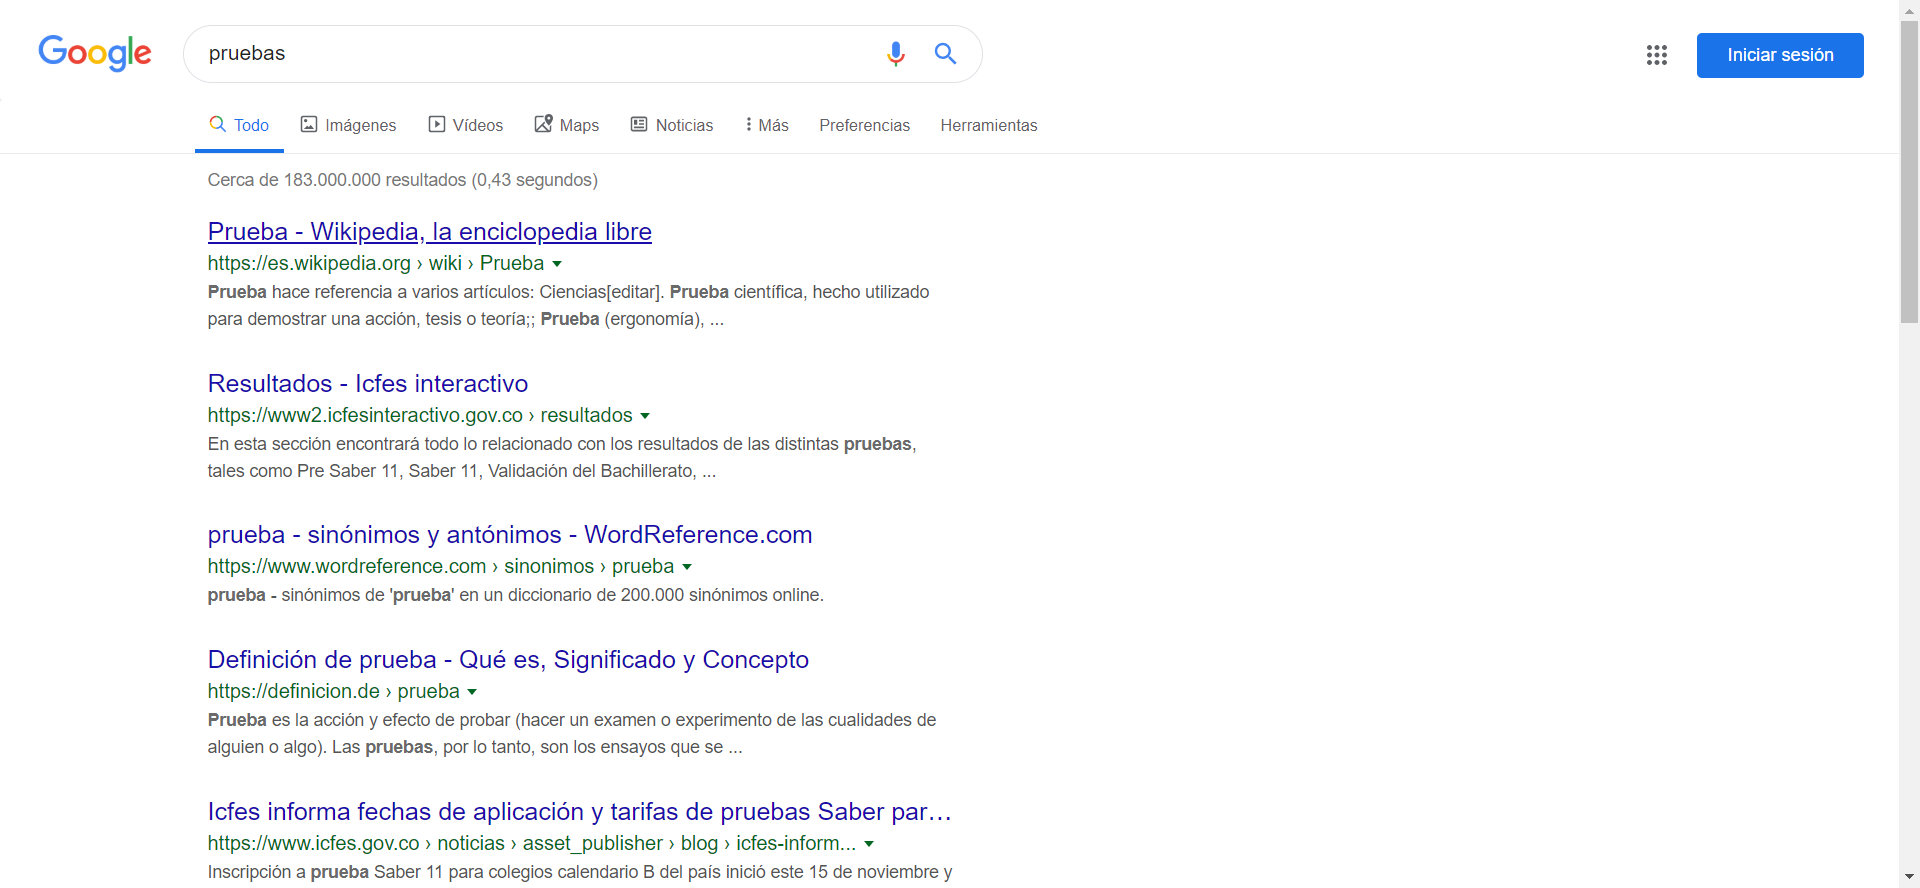 Google
pruebas
Iniciar sesión
Todo Imágenes Vídeos Maps Noticias Más Preferencias Herramientas
Cerca de 183.000.000 resultados (0,43 segundos)
Prueba - Wikipedia, la enciclopedia libre
https://es.wikipedia.org › wiki › Prueba
Prueba hace referencia a varios artículos: Ciencias[editar]. Prueba científica, hecho utilizado
para demostrar una acción, tesis o teoría;; Prueba (ergonomía), ...
Resultados - Icfes interactivo
https://www2.icfesinteractivo.gov.co › resultados
En esta sección encontrará todo lo relacionado con los resultados de las distintas pruebas,
tales como Pre Saber 11, Saber 11, Validación del Bachillerato, ...
prueba - sinónimos y antónimos - WordReference.com
https://www.wordreference.com › sinonimos › prueba
prueba - sinónimos de 'prueba' en un diccionario de 200.000 sinónimos online.
Definición de prueba - Qué es, Significado y Concepto
https://definicion.de › prueba
Prueba es la acción y efecto de probar (hacer un examen o experimento de las cualidades de
alguien o algo). Las pruebas, por lo tanto, son los ensayos que se ...
Icfes informa fechas de aplicación y tarifas de pruebas Saber par...
https://www.icfes.gov.co › noticias › asset_publisher › blog › icfes-inform...
Inscripción a prueba Saber 11 para colegios calendario B del país inició este 15 de noviembre y